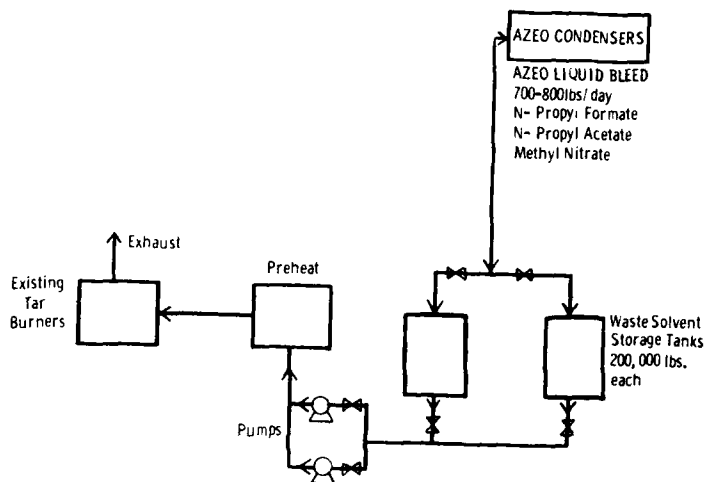 AZEO CONDENSERS
AZEO LIQUID BLEED
700-800lbs/day
N- Propyl Formate
N- Propyl Acetate
Methyl Nitrate
Exhaust
Existing
Tar
Burners
Preheat
Waste Solvent
Storage Tanks
200,000 lbs.
each
Pumps